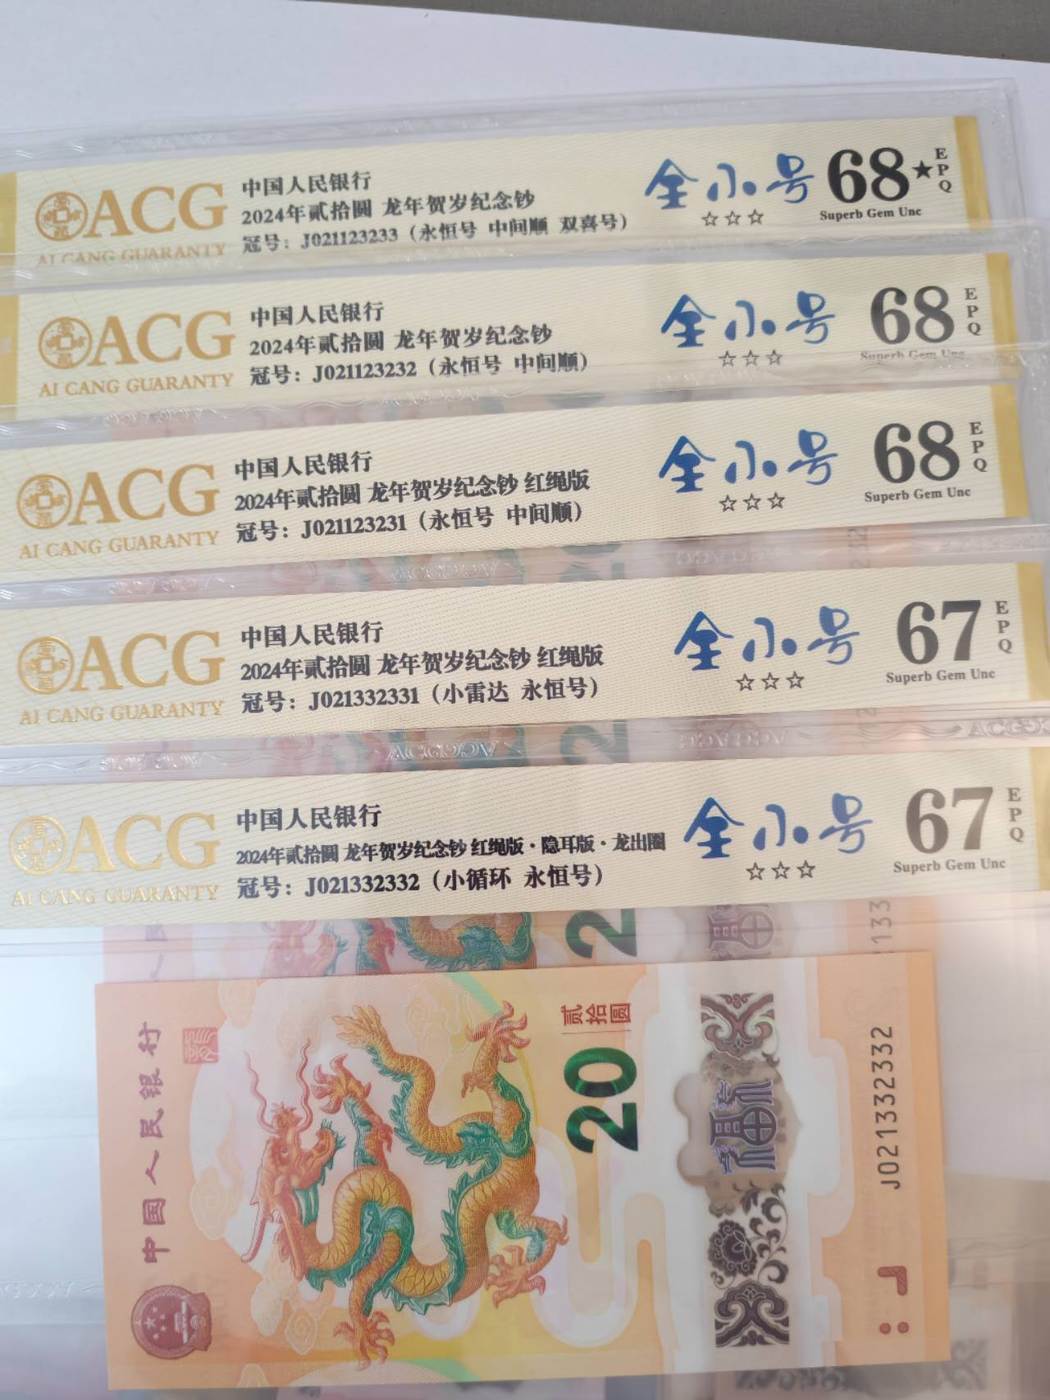 ACG
AI CANG GUARANTY
中国人民银行
2024年贰拾圆 龙年贺岁纪念钞
冠号：J021123233（永恒号 中间顺 双喜号）
全小号
☆☆☆
68★
EPQ
Superb Gem Unc
ACG
AI CANG GUARANTY
中国人民银行
2024年贰拾圆 龙年贺岁纪念钞
冠号：J021123232（永恒号 中间顺）
全小号
☆☆☆
68
EPQ
Superb Gem Unc
ACG
AI CANG GUARANTY
中国人民银行
2024年贰拾圆 龙年贺岁纪念钞 红绳版
冠号：J021123231（永恒号 中间顺）
全小号
☆☆☆
68
EPQ
Superb Gem Unc
ACG
AI CANG GUARANTY
中国人民银行
2024年贰拾圆 龙年贺岁纪念钞 红绳版
冠号：J021332331（小雷达 永恒号）
全小号
☆☆☆
67
EPQ
Superb Gem Unc
ACG
AI CANG GUARANTY
中国人民银行
2024年贰拾圆 龙年贺岁纪念钞 红绳版·隐耳版·龙出圈
冠号：J021332332（小循环 永恒号）
全小号
☆☆☆
67
EPQ
Superb Gem Unc
中国人民银行
贰拾圆
20
福
J021332332